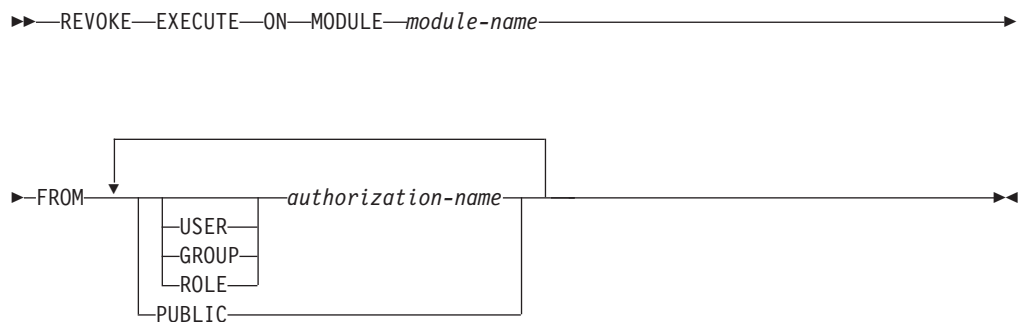 REVOKE EXECUTE ON MODULE module-name
FROM authorization-name
USER
GROUP
ROLE
PUBLIC